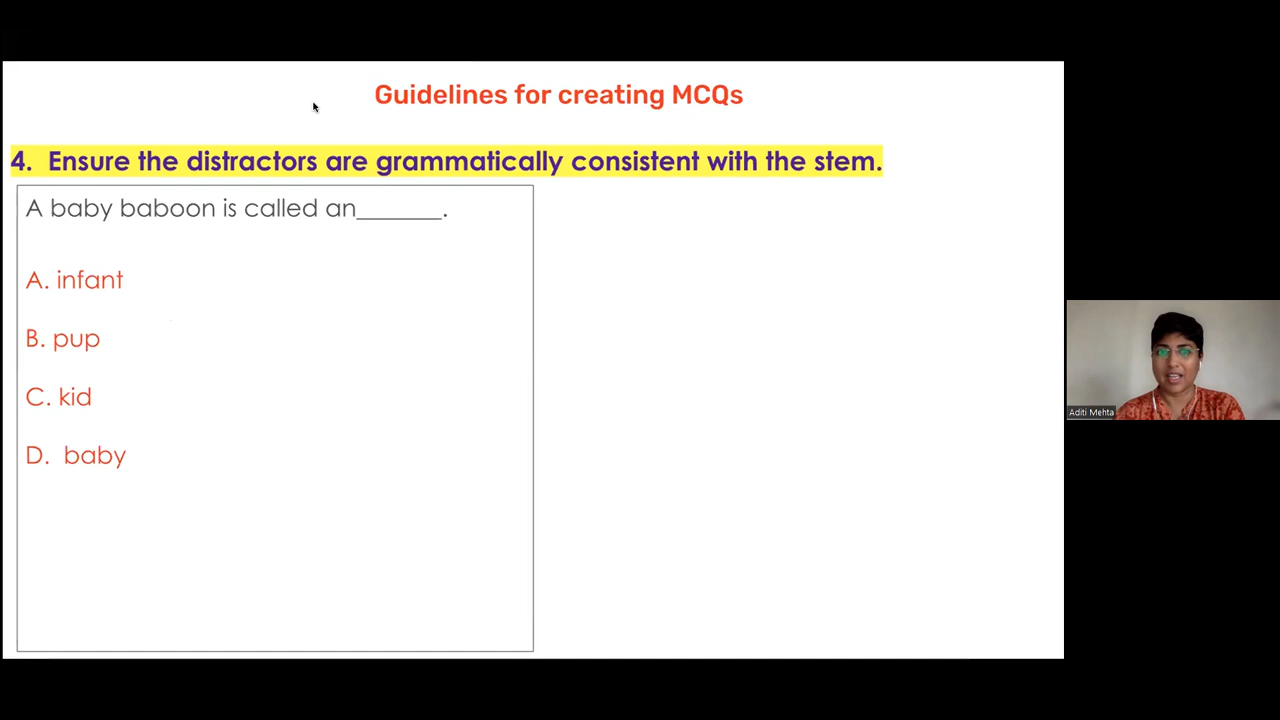 Guidelines for creating MCQs
4. Ensure the distractors are grammatically consistent with the stem.
A baby baboon is called an_______.
A. infant
B. pup
C. kid
D. baby
Aditi Mehta